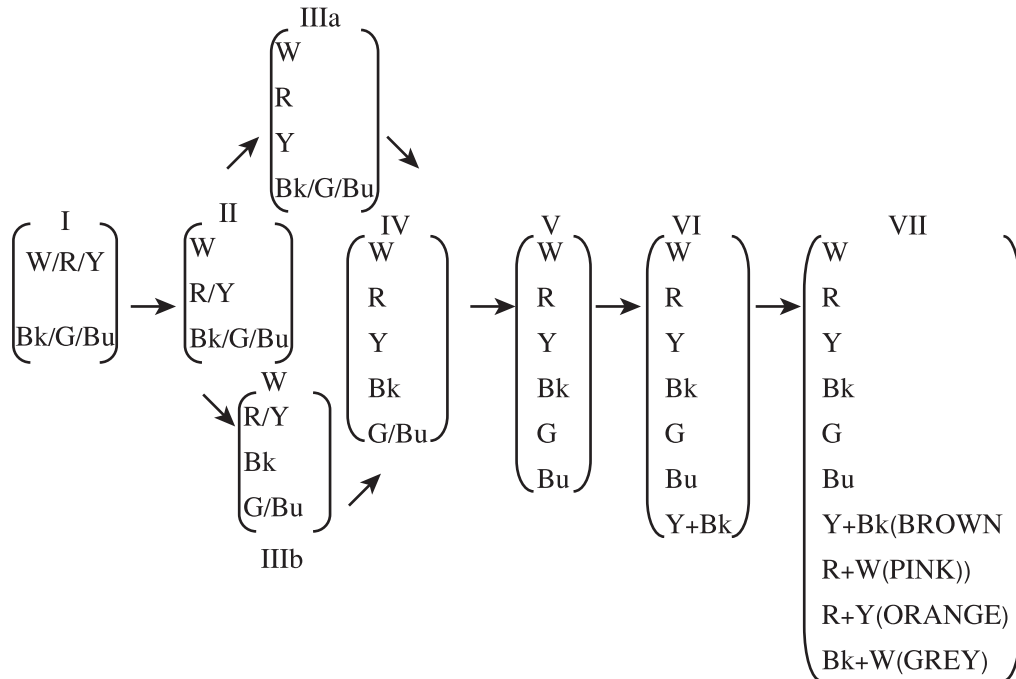 IIIa
W
R
Y
Bk/G/Bu
I
W/R/Y
Bk/G/Bu
II
W
R/Y
Bk/G/Bu
W
R/Y
Bk
G/Bu
IIIb
IV
W
R
Y
Bk
G/Bu
V
W
R
Y
Bk
G
Bu
VI
W
R
Y
Bk
G
Bu
Y+Bk
VII
W
R
Y
Bk
G
Bu
Y+Bk(BROWN
R+W(PINK))
R+Y(ORANGE)
Bk+W(GREY)